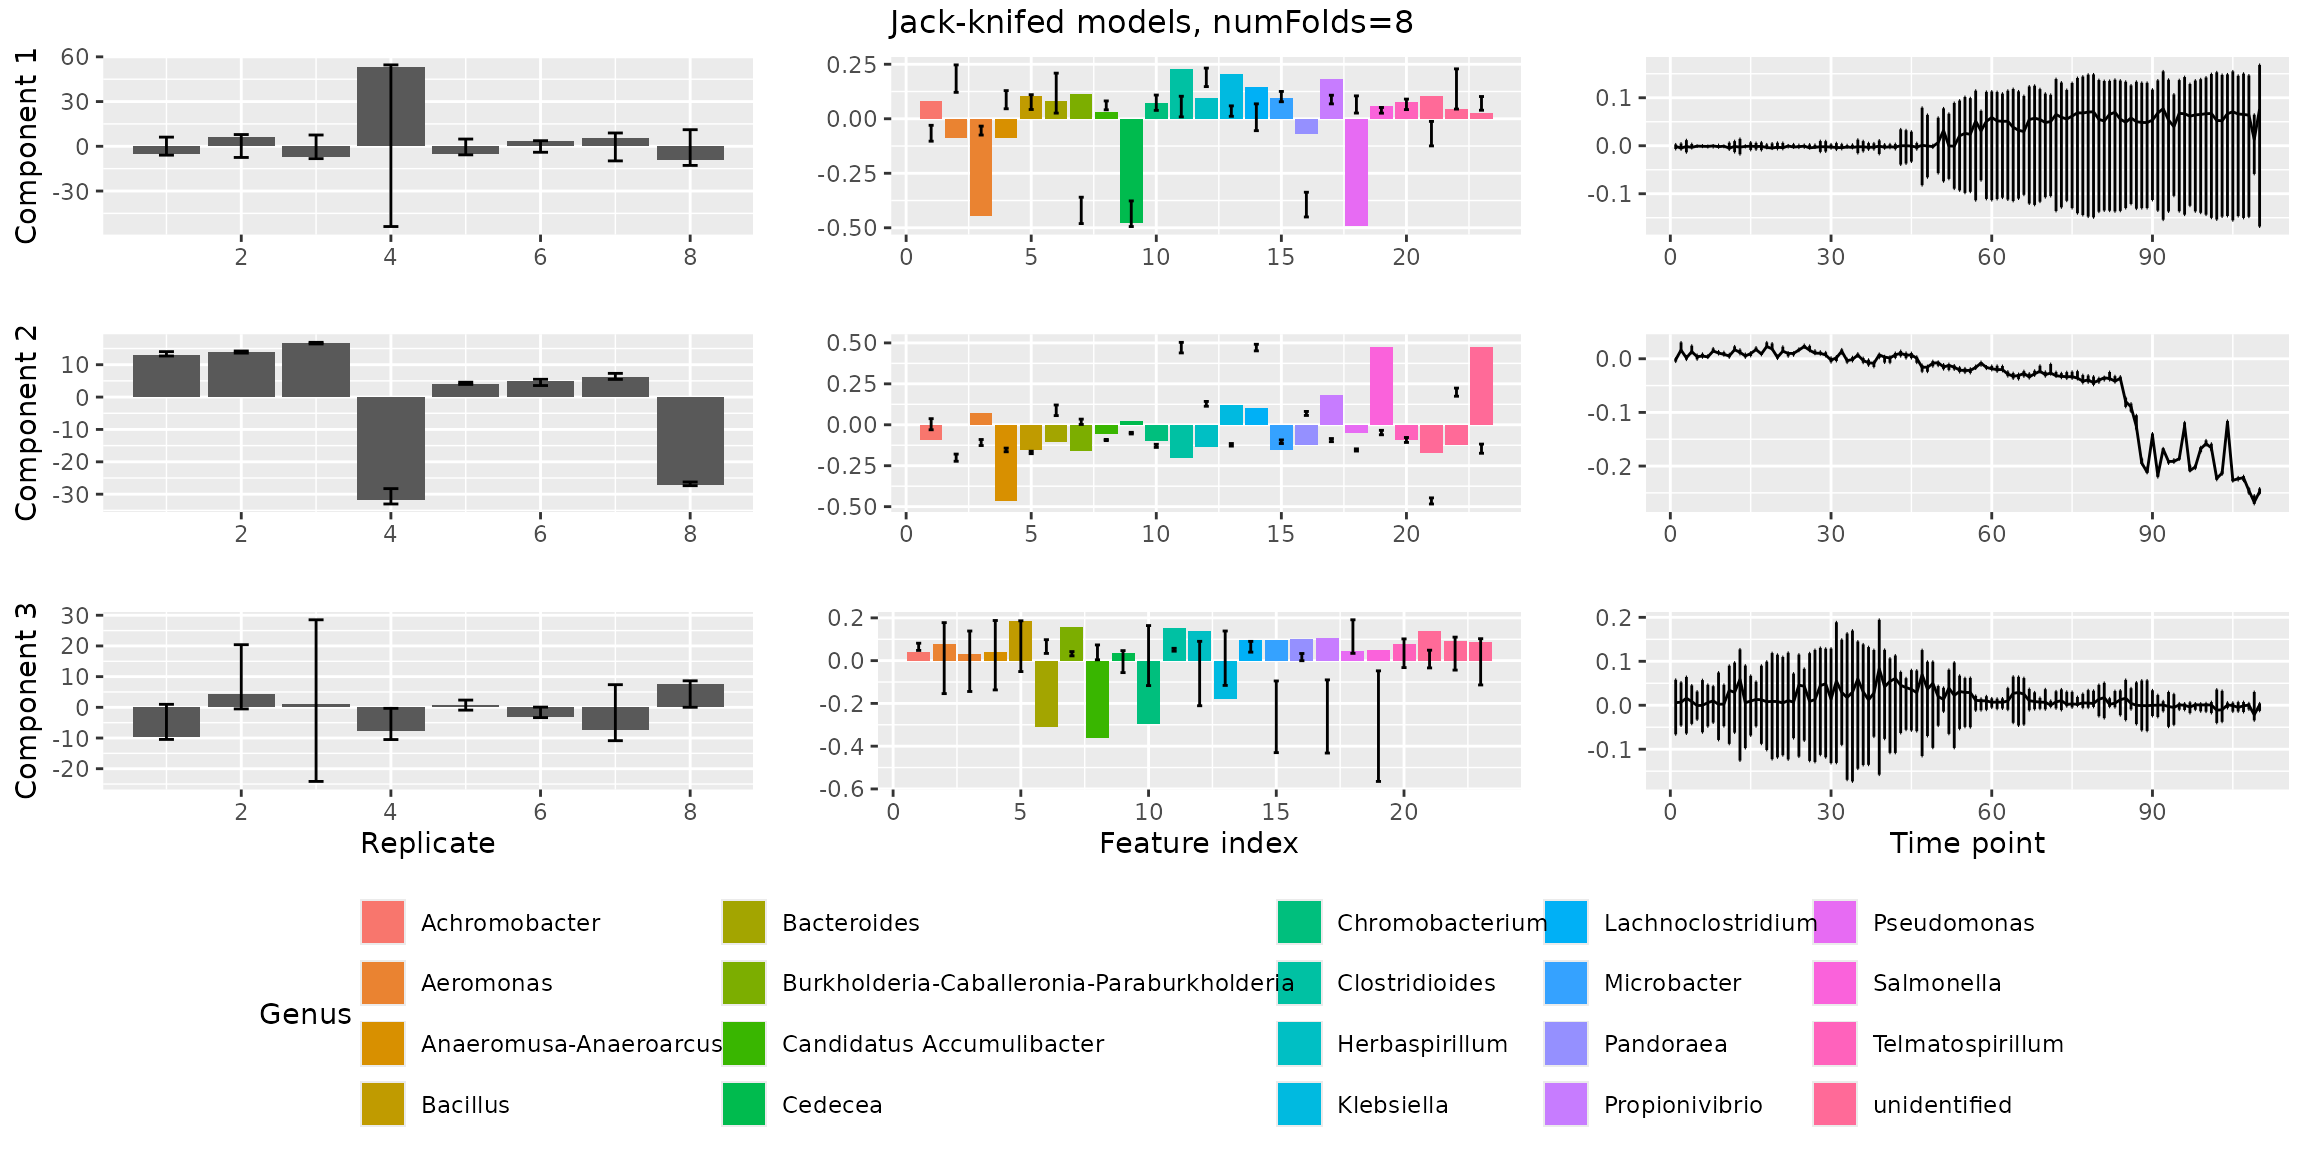 Jack-knifed models, numFolds=8
Component 1
60
30
0
-30
2 4 6 8
0.25
0.00
-0.25
-0.50
0 5 10 15 20
0.1
0.0
-0.1
0 30 60 90
Component 2
10
0
-10
-20
-30
2 4 6 8
0.50
0.25
0.00
-0.25
-0.50
0 5 10 15 20
0.0
-0.1
-0.2
0 30 60 90
Component 3
30
20
10
0
-10
-20
2 4 6 8
Replicate
0.2
0.0
-0.2
-0.4
-0.6
0 5 10 15 20
Feature index
0.2
0.1
0.0
-0.1
0 30 60 90
Time point
Genus
Achromobacter
Aeromonas
Anaeromusa-Anaeroarcus
Bacillus
Bacteroides
Burkholderia-Caballeronia-Paraburkholderia
Candidatus Accumulibacter
Cedecea
Chromobacterium
Clostridioides
Herbaspirillum
Klebsiella
Lachnoclostridium
Microbacter
Pandoraea
Propionivibrio
Pseudomonas
Salmonella
Telmatospirillum
unidentified